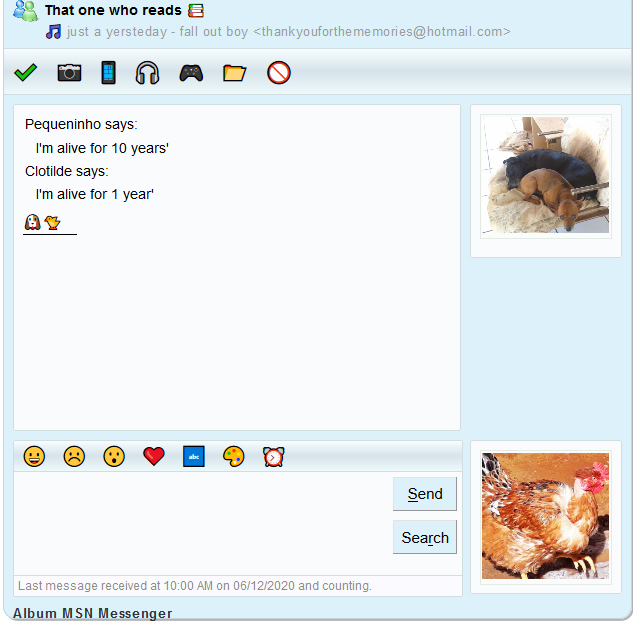 That one who reads
just a yersteday - fall out boy <thankyouforthememories@hotmail.com>
Pequeninho says:
I'm alive for 10 years'
Clotilde says:
I'm alive for 1 year'
abc
Send
Search
Last message received at 10:00 AM on 06/12/2020 and counting.
Album MSN Messenger